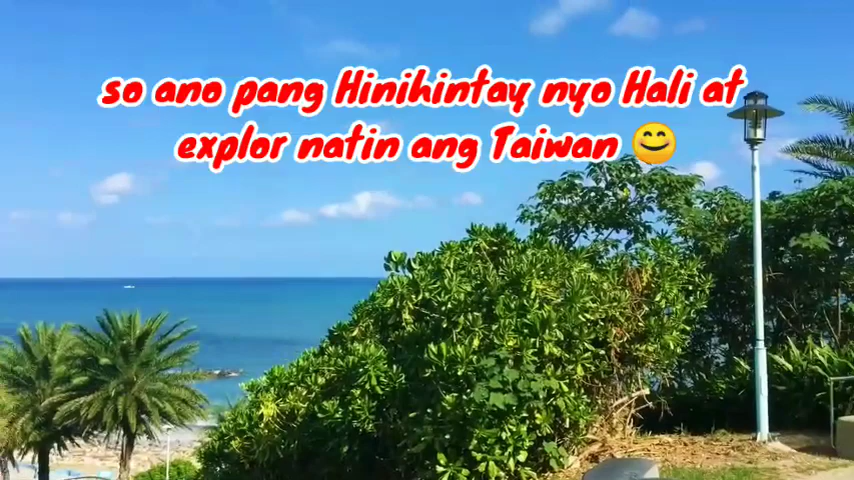 so ano pang Hinihintay nyo Hali at
explor natin ang Taiwan 😊